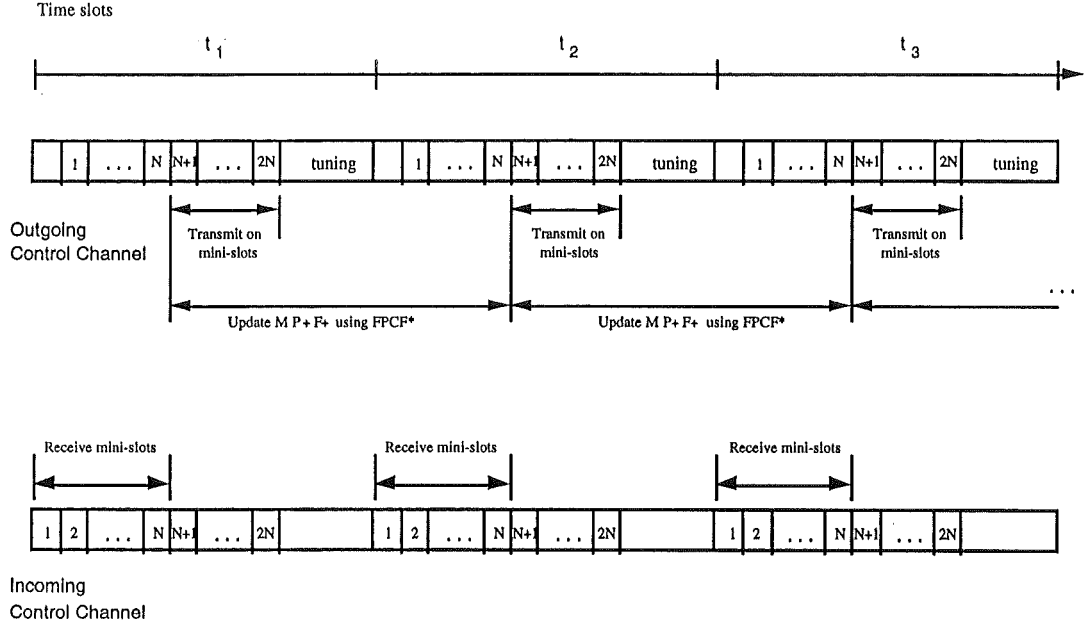 Time slots
t 1 t 2 t 3
1 ... N N+1 ... 2N tuning 1 ... N N+1 ... 2N tuning 1 ... N N+1 ... 2N tuning
Outgoing
Control Channel
Transmit on
mini-slots
Transmit on
mini-slots
Transmit on
mini-slots
...
Update M P+ F+ using FPCF*
Update M P+ F+ using FPCF*
Receive mini-slots
Receive mini-slots
Receive mini-slots
1 2 ... N N+1 ... 2N 1 2 ... N N+1 ... 2N 1 2 ... N N+1 ... 2N
Incoming
Control Channel